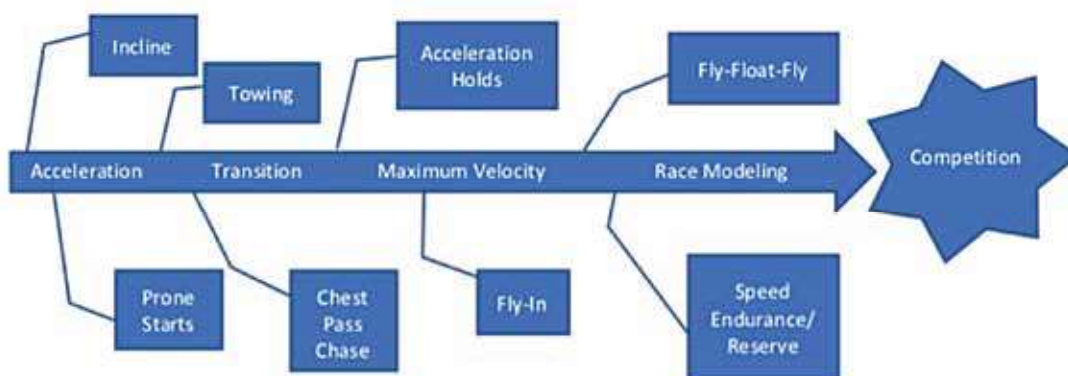 Incline
Towing
Acceleration
Holds
Fly-Float-Fly
Acceleration
Transition
Maximum Velocity
Race Modeling
Competition
Prone
Starts
Chest
Pass
Chase
Fly-In
Speed
Endurance/
Reserve